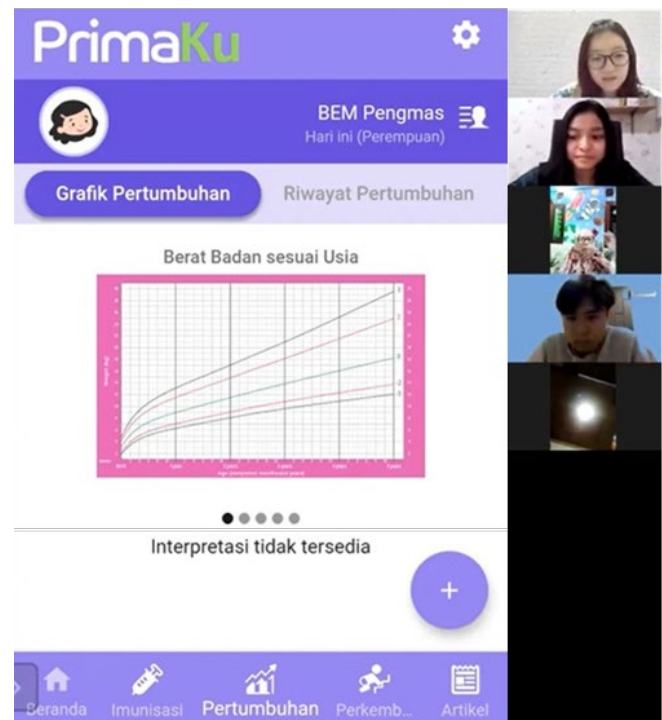 PrimaKu
BEM Pengmas
Hari ini (Perempuan)
Grafik Pertumbuhan
Riwayat Pertumbuhan
Berat Badan sesuai Usia
Interpretasi tidak tersedia
+
Beranda
Imunisasi
Pertumbuhan
Perkemb...
Artikel